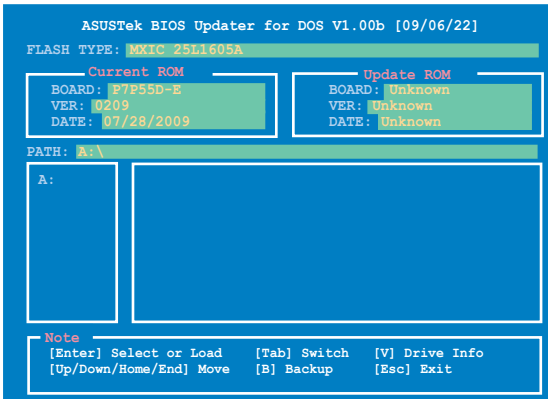 ASUSTek BIOS Updater for DOS V1.00b [09/06/22]
FLASH TYPE: MXIC 25L1605A
Current ROM
BOARD: P7P55D-E
VER: 0209
DATE: 07/28/2009
Update ROM
BOARD: Unknown
VER: Unknown
DATE: Unknown
PATH: A:\
A:
Note
[Enter] Select or Load [Tab] Switch [V] Drive Info
[Up/Down/Home/End] Move [B] Backup [Esc] Exit